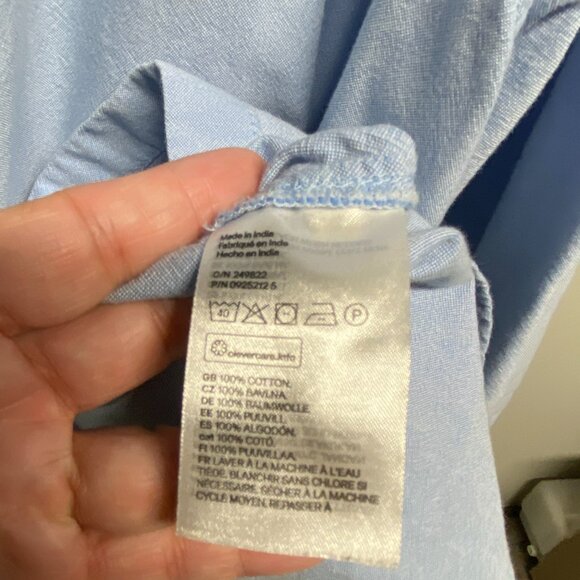 Made in India
Fabriqué en Inde
Hecho en India
O/N 249822
P/N 0925212 5
40
P
clevercare.info
GB 100% COTTON.
CZ 100% BAVLNA.
DE 100% BAUMWOLLE.
EE 100% PUUVILL.
ES 100% ALGODÓN.
cat 100% COTÓ.
FI 100% PUUVILLAA.
FR LAVER À LA MACHINE À L'EAU
TIÈDE, BLANCHIR SANS CHLORE SI
NÉCESSAIRE, SÉCHER À LA MACHINE
CYCLE MOYEN, REPASSER À